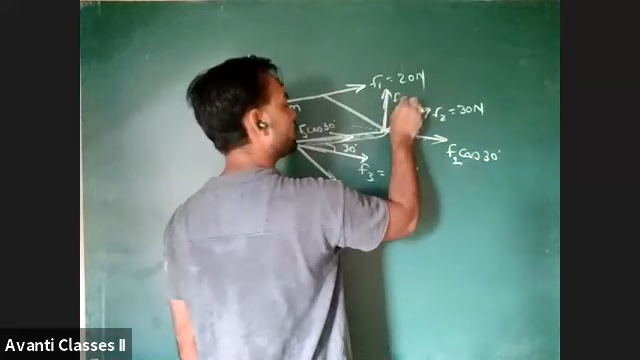 f₁ = 20N
m
f₂ = 30N
f₃cos30°
30°
f₂cos30°
f₃ =
Avanti Classes II